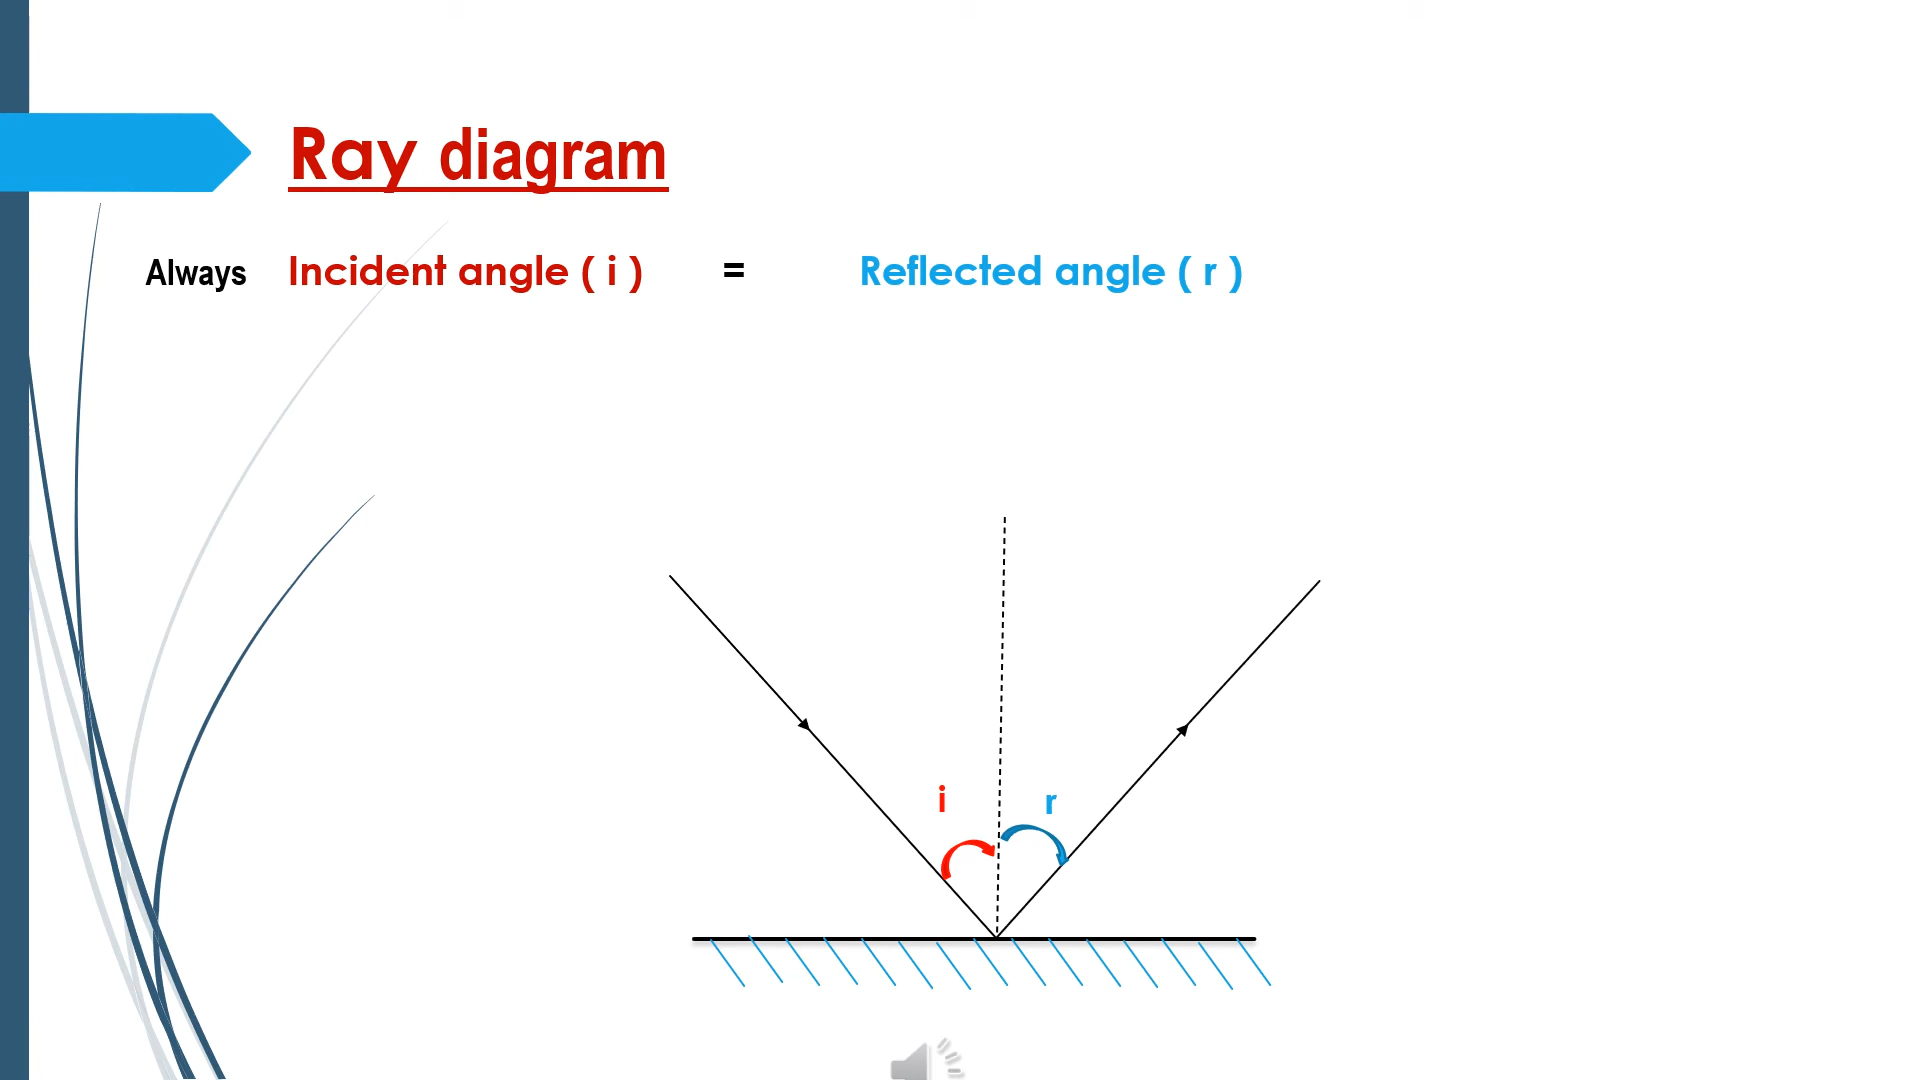 Ray diagram
Always Incident angle ( i ) = Reflected angle ( r )
i r